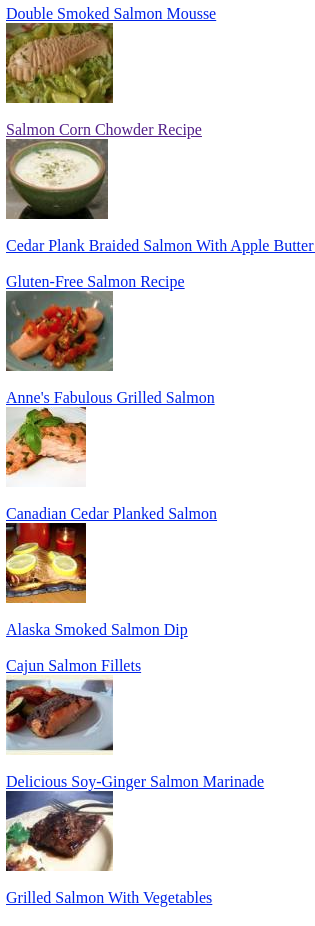 Double Smoked Salmon Mousse
Salmon Corn Chowder Recipe
Cedar Plank Braided Salmon With Apple Butter
Gluten-Free Salmon Recipe
Anne's Fabulous Grilled Salmon
Canadian Cedar Planked Salmon
Alaska Smoked Salmon Dip
Cajun Salmon Fillets
Delicious Soy-Ginger Salmon Marinade
Grilled Salmon With Vegetables